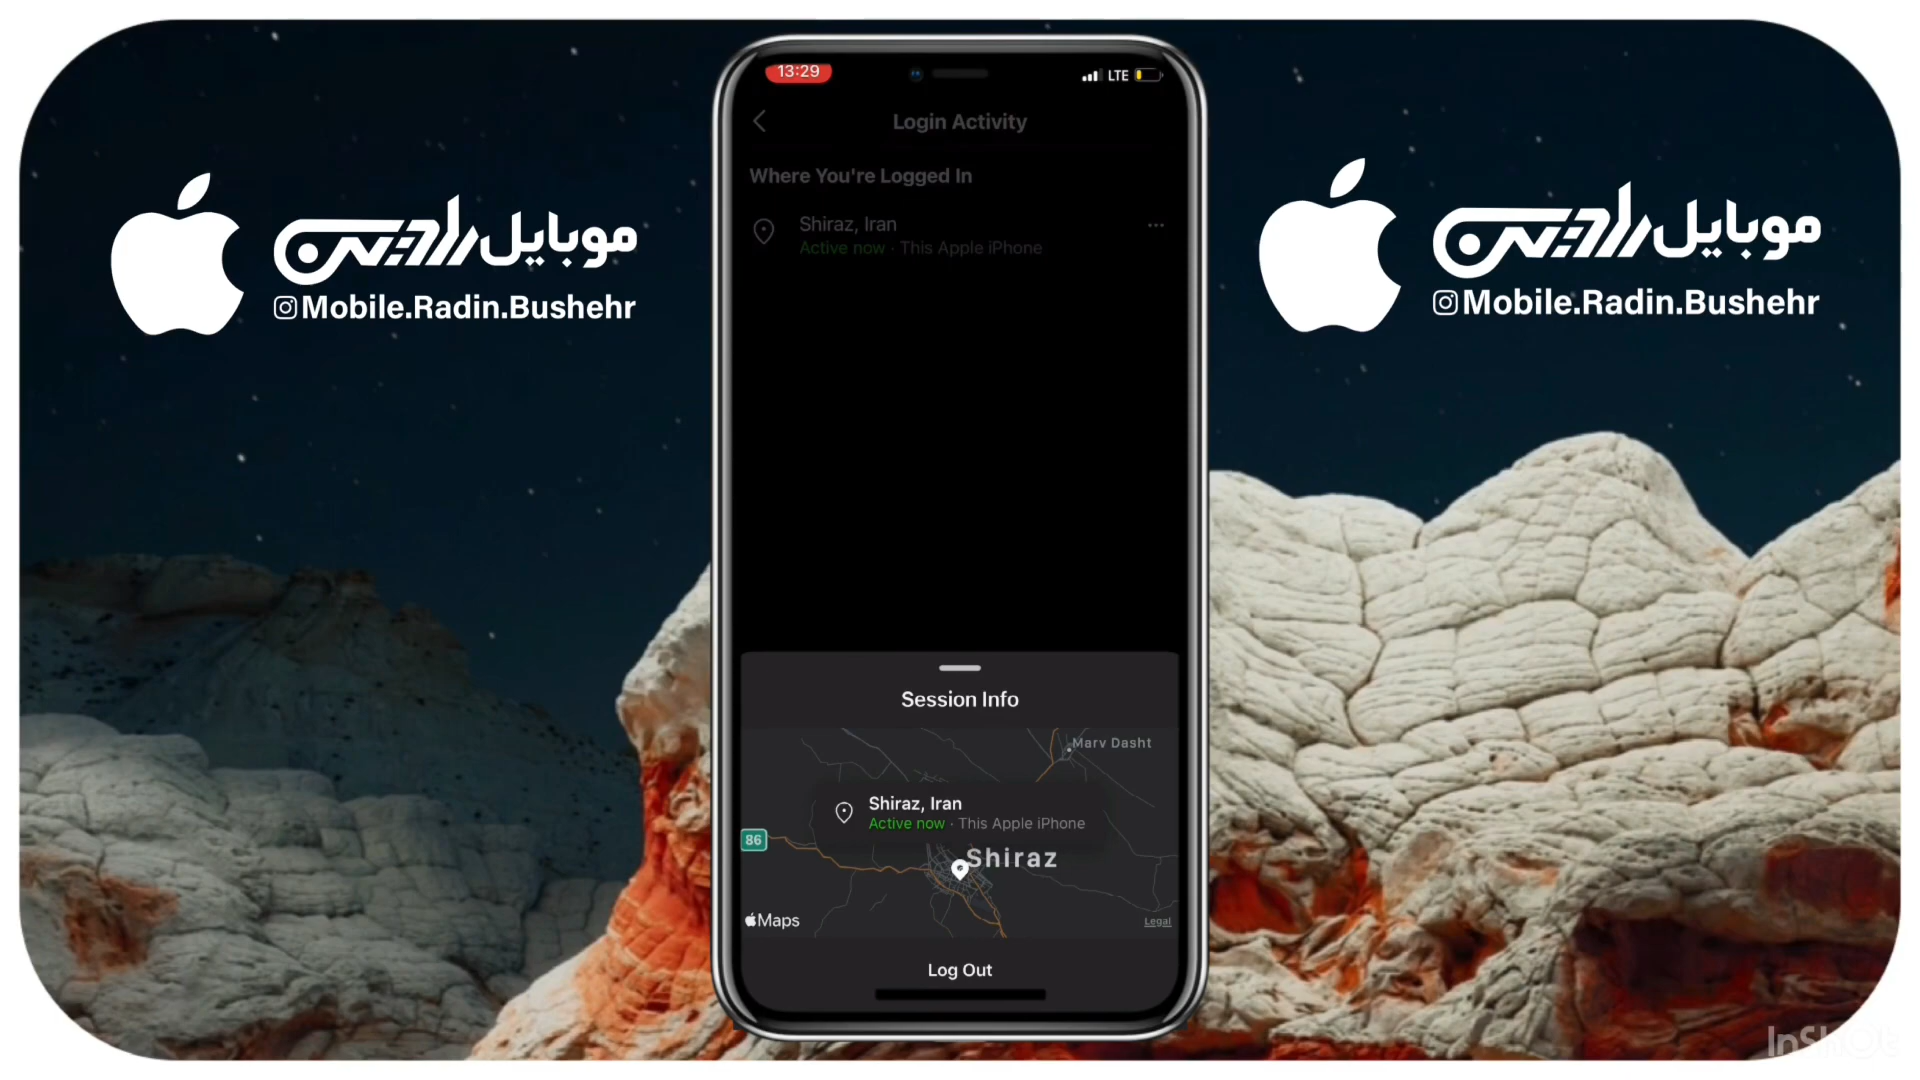 13:29
LTE
Login Activity
Where You're Logged In
Shiraz, Iran
Active now · This Apple iPhone
موبایل رادین
Mobile.Radin.Bushehr
موبایل رادین
Mobile.Radin.Bushehr
Session Info
Marv Dasht
Shiraz, Iran
Active now · This Apple iPhone
86
Shiraz
Maps
Legal
Log Out
InShOt